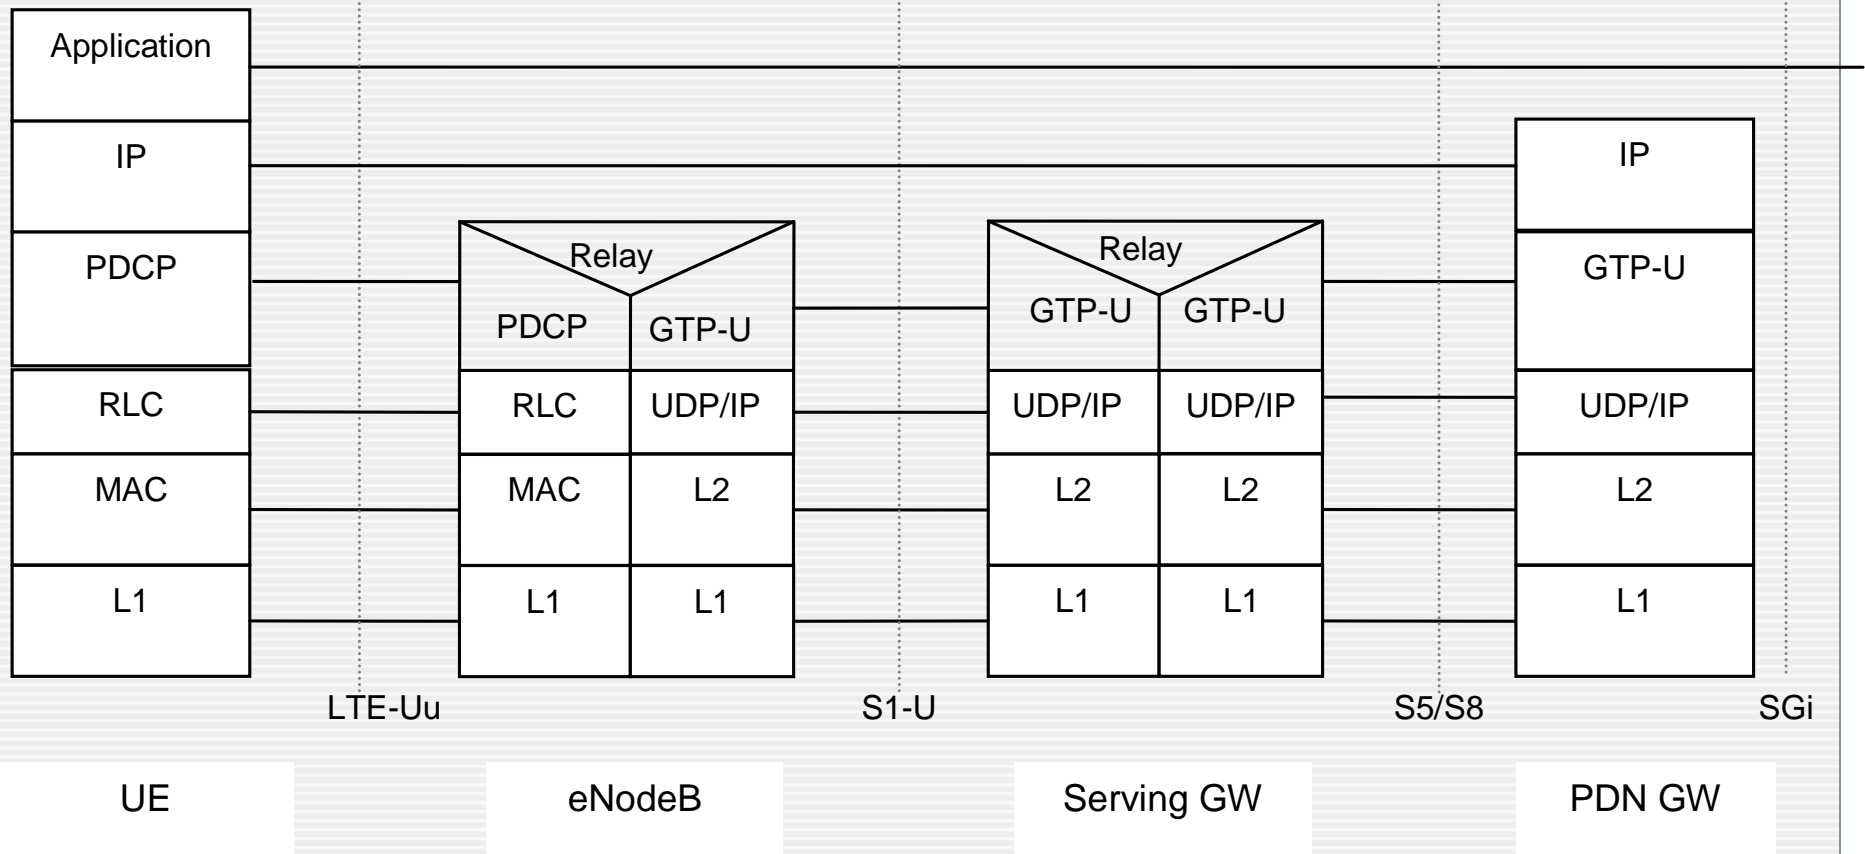 Application
IP
IP
PDCP
Relay
Relay
GTP-U
PDCP GTP-U
GTP-U GTP-U
RLC
RLC UDP/IP
UDP/IP UDP/IP
UDP/IP
MAC
MAC L2
L2 L2
L2
L1
L1 L1
L1 L1
L1
LTE-Uu
S1-U
S5/S8
SGi
UE
eNodeB
Serving GW
PDN GW